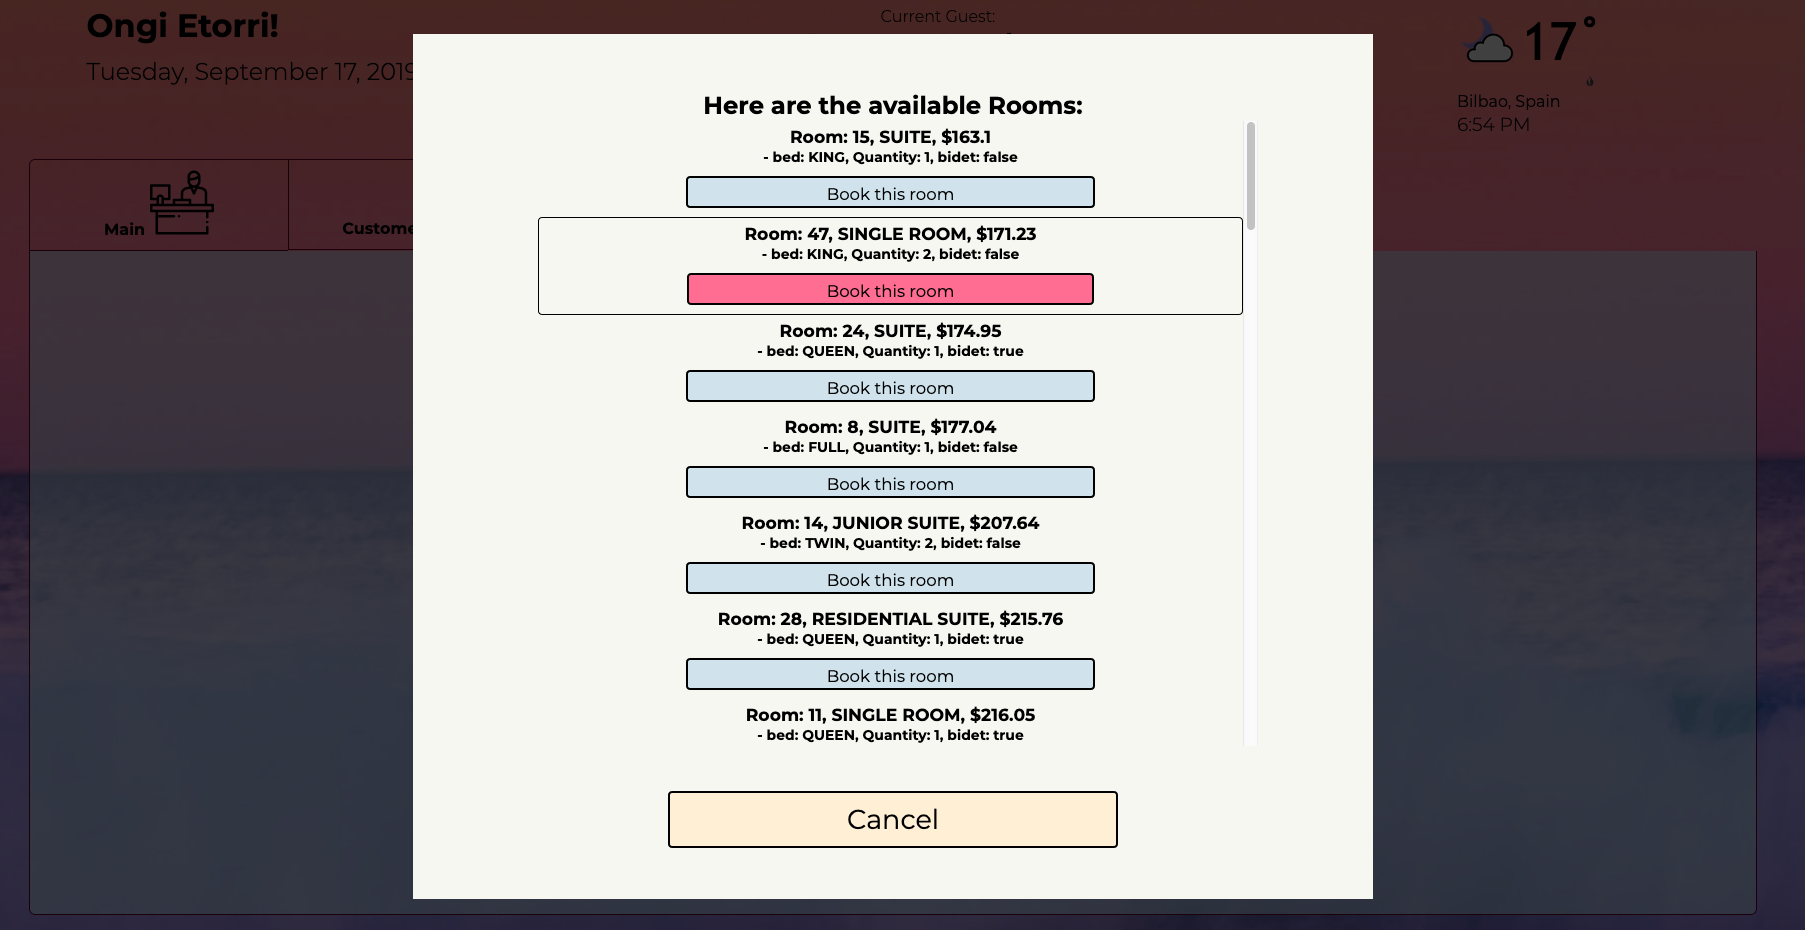 Ongi Etorri!
Current Guest:
Tuesday, September 17, 2019
17°
Bilbao, Spain
6:54 PM
Main
Custome
Here are the available Rooms:
Room: 15, SUITE, $163.1
- bed: KING, Quantity: 1, bidet: false
Book this room
Room: 47, SINGLE ROOM, $171.23
- bed: KING, Quantity: 2, bidet: false
Book this room
Room: 24, SUITE, $174.95
- bed: QUEEN, Quantity: 1, bidet: true
Book this room
Room: 8, SUITE, $177.04
- bed: FULL, Quantity: 1, bidet: false
Book this room
Room: 14, JUNIOR SUITE, $207.64
- bed: TWIN, Quantity: 2, bidet: false
Book this room
Room: 28, RESIDENTIAL SUITE, $215.76
- bed: QUEEN, Quantity: 1, bidet: true
Book this room
Room: 11, SINGLE ROOM, $216.05
- bed: QUEEN, Quantity: 1, bidet: true
Cancel